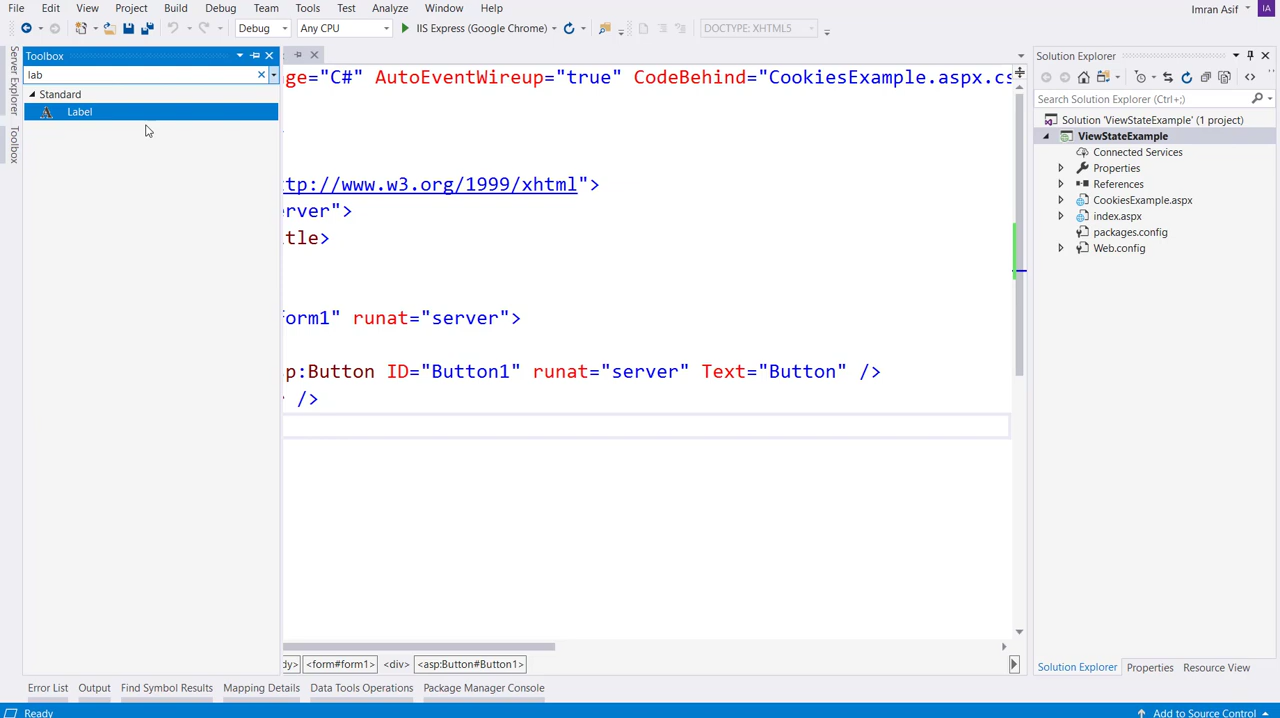 File Edit View Project Build Debug Team Tools Test Analyze Window Help
Imran Asif IA
Debug Any CPU IIS Express (Google Chrome) DOCTYPE: XHTML5
Server Explorer
Toolbox
Toolbox
lab
Standard
Label
ge="C#" AutoEventWireup="true" CodeBehind="CookiesExample.aspx.cs
ttp://www.w3.org/1999/xhtml">
erver">
tle>
orm1" runat="server">
p:Button ID="Button1" runat="server" Text="Button" />
/>
dy> <form#form1> <div> <asp:Button#Button1>
Solution Explorer
Search Solution Explorer (Ctrl+;)
Solution 'ViewStateExample' (1 project)
ViewStateExample
Connected Services
Properties
References
CookiesExample.aspx
index.aspx
packages.config
Web.config
Solution Explorer Properties Resource View
Error List Output Find Symbol Results Mapping Details Data Tools Operations Package Manager Console
Ready
Add to Source Control